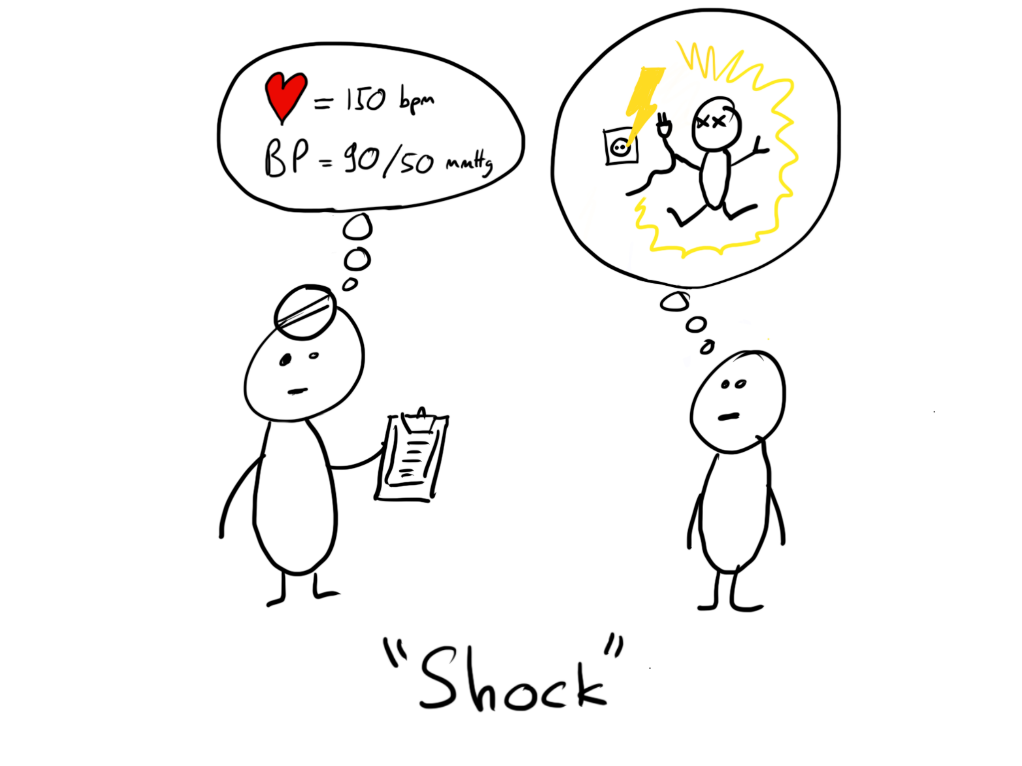 = 150 bpm
BP = 90/50 mmHg
"Shock"